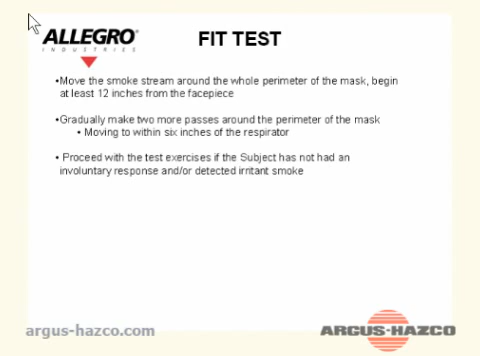 ALLEGRO®
INDUSTRIES
FIT TEST
•Move the smoke stream around the whole perimeter of the mask, begin
at least 12 inches from the facepiece
•Gradually make two more passes around the perimeter of the mask
• Moving to within six inches of the respirator
• Proceed with the test exercises if the Subject has not had an
involuntary response and/or detected irritant smoke
argus-hazco.com
ARGUS-HAZCO